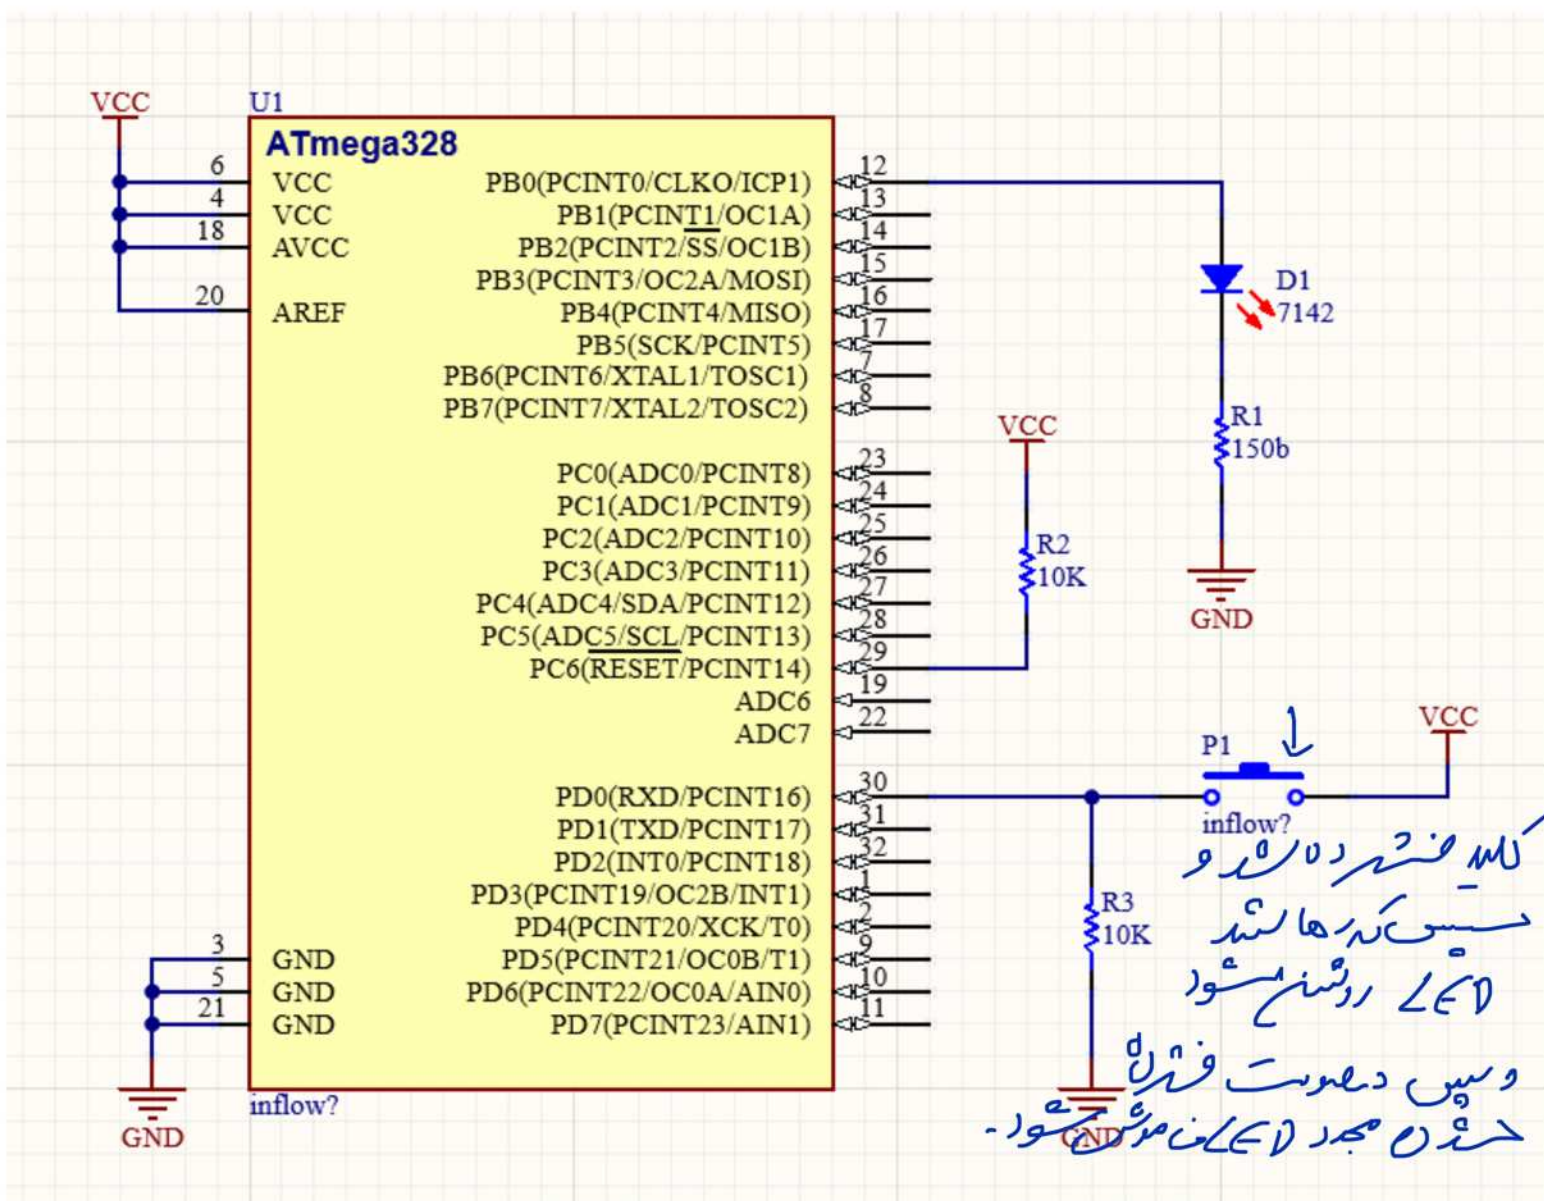 VCC
U1
ATmega328
6 VCC
4 VCC
18 AVCC
20 AREF
3 GND
5 GND
21 GND
GND
inflow?
PB0(PCINT0/CLKO/ICP1) 12
PB1(PCINT1/OC1A) 13
PB2(PCINT2/SS/OC1B) 14
PB3(PCINT3/OC2A/MOSI) 15
PB4(PCINT4/MISO) 16
PB5(SCK/PCINT5) 17
PB6(PCINT6/XTAL1/TOSC1) 7
PB7(PCINT7/XTAL2/TOSC2) 8
PC0(ADC0/PCINT8) 23
PC1(ADC1/PCINT9) 24
PC2(ADC2/PCINT10) 25
PC3(ADC3/PCINT11) 26
PC4(ADC4/SDA/PCINT12) 27
PC5(ADC5/SCL/PCINT13) 28
PC6(RESET/PCINT14) 29
ADC6 19
ADC7 22
PD0(RXD/PCINT16) 30
PD1(TXD/PCINT17) 31
PD2(INT0/PCINT18) 32
PD3(PCINT19/OC2B/INT1) 1
PD4(PCINT20/XCK/T0) 2
PD5(PCINT21/OC0B/T1) 9
PD6(PCINT22/OC0A/AIN0) 10
PD7(PCINT23/AIN1) 11
D1
7142
R1
150b
GND
VCC
R2
10K
P1
VCC
inflow?
R3
10K
GND
کلید فشرده شد و
سپس که رها شد
LED روشن شود
و سپس در صورت فشرده
شدن مجدد LED خاموش شود.